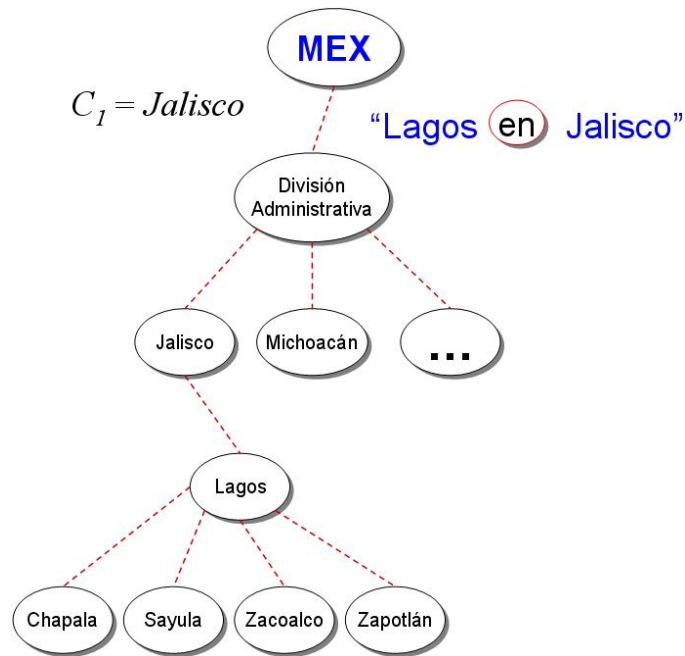 MEX
C1 = Jalisco
“Lagos en Jalisco”
División
Administrativa
Jalisco
Michoacán
...
Lagos
Chapala
Sayula
Zacoalco
Zapotlán